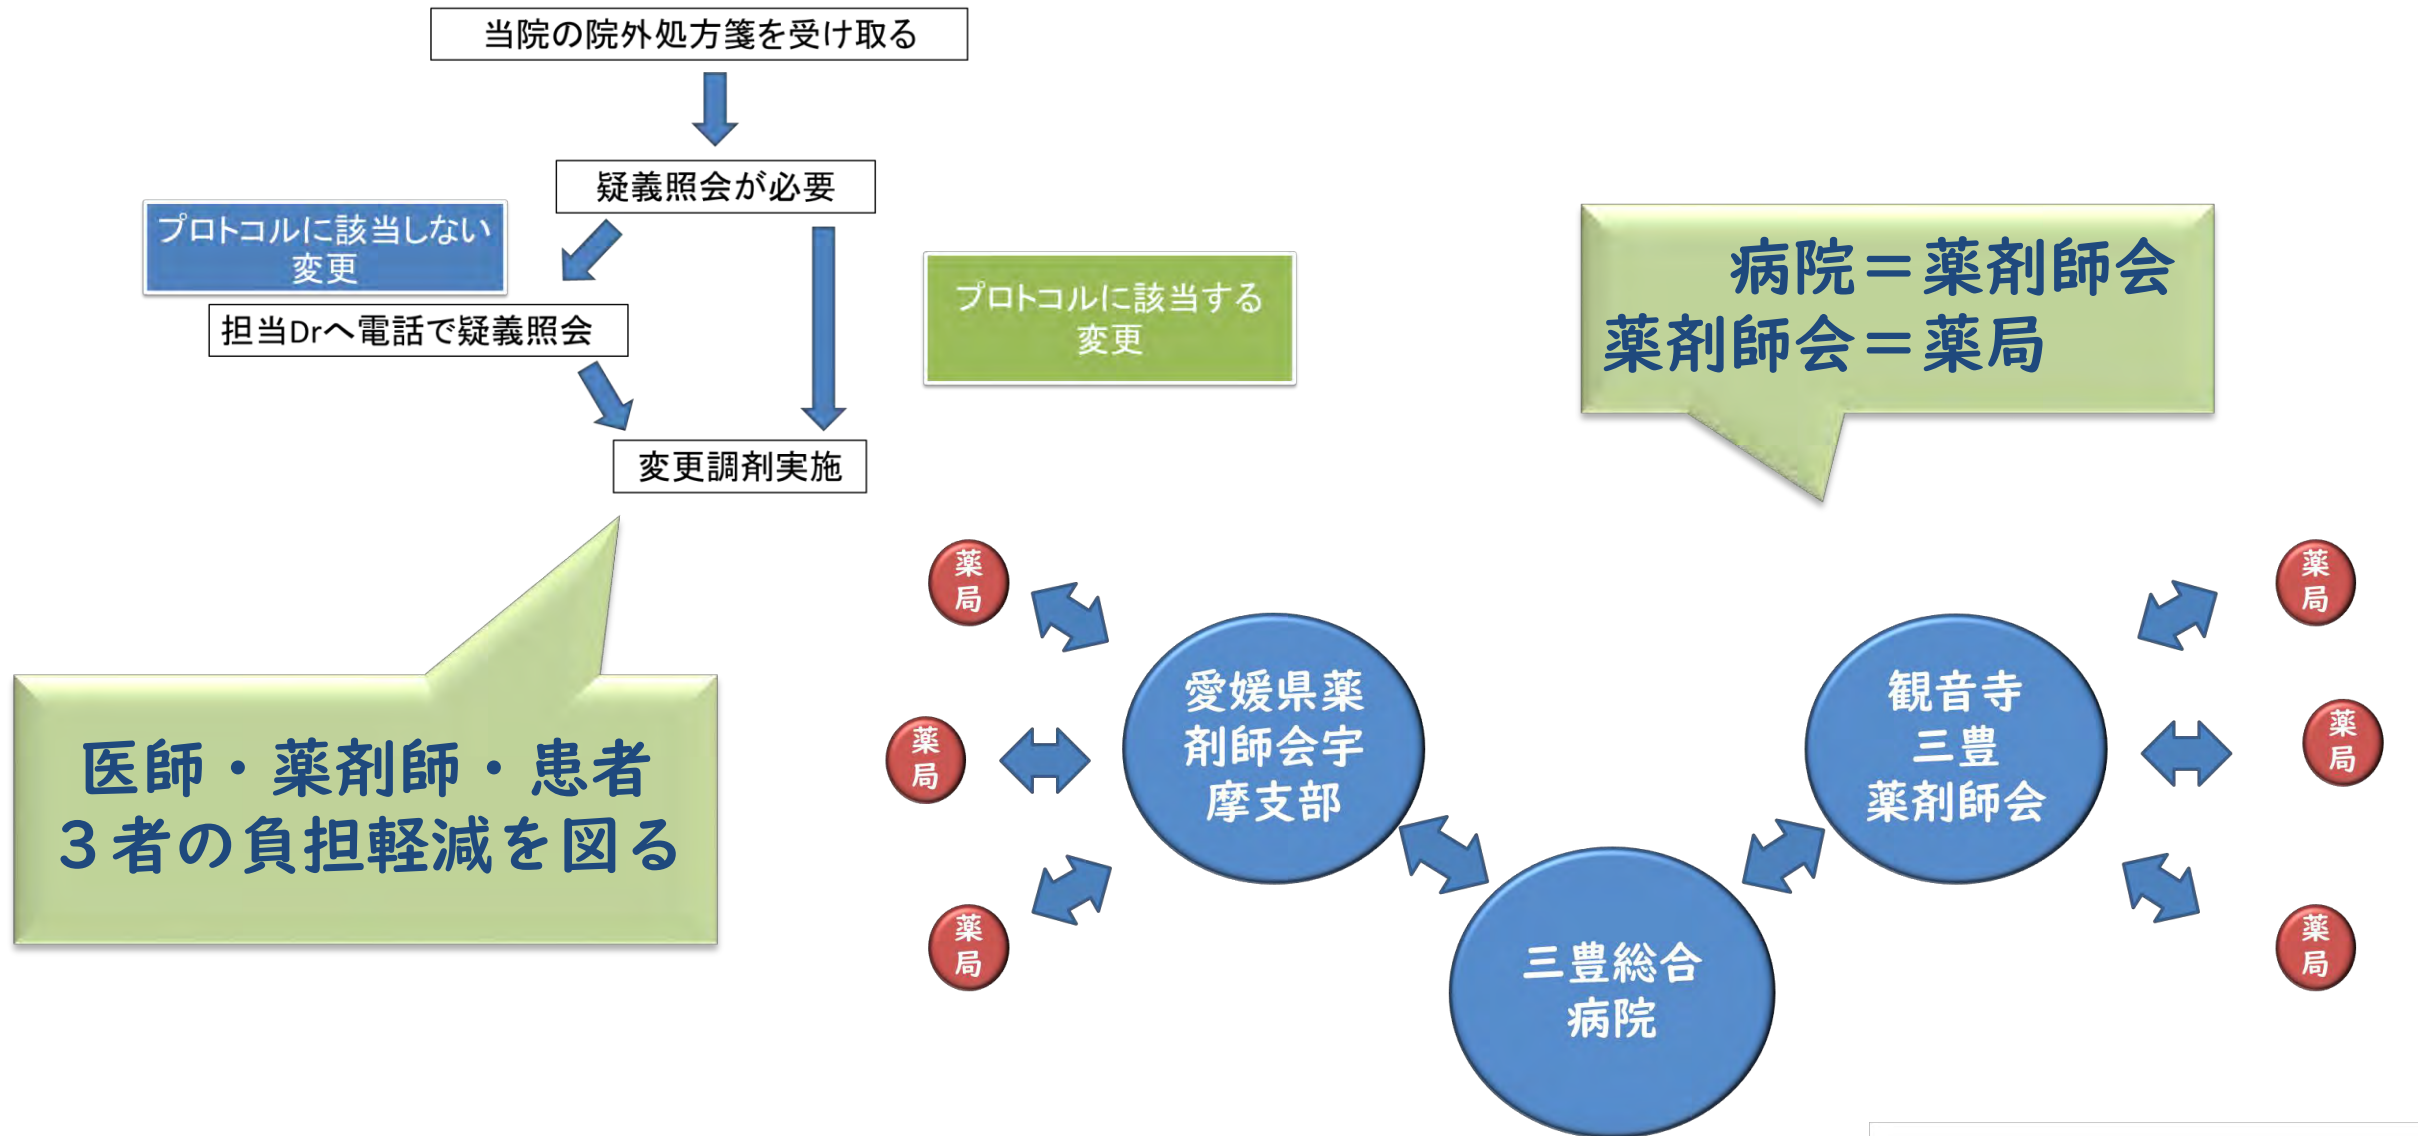 当院の院外処方箋を受け取る
疑義照会が必要
プロトコルに該当しない
変更
担当Drへ電話で疑義照会
プロトコルに該当する
変更
変更調剤実施
医師・薬剤師・患者
３者の負担軽減を図る
病院＝薬剤師会
薬剤師会＝薬局
薬
局
薬
局
薬
局
愛媛県薬
剤師会宇
摩支部
三豊総合
病院
観音寺
三豊
薬剤師会
薬
局
薬
局
薬
局